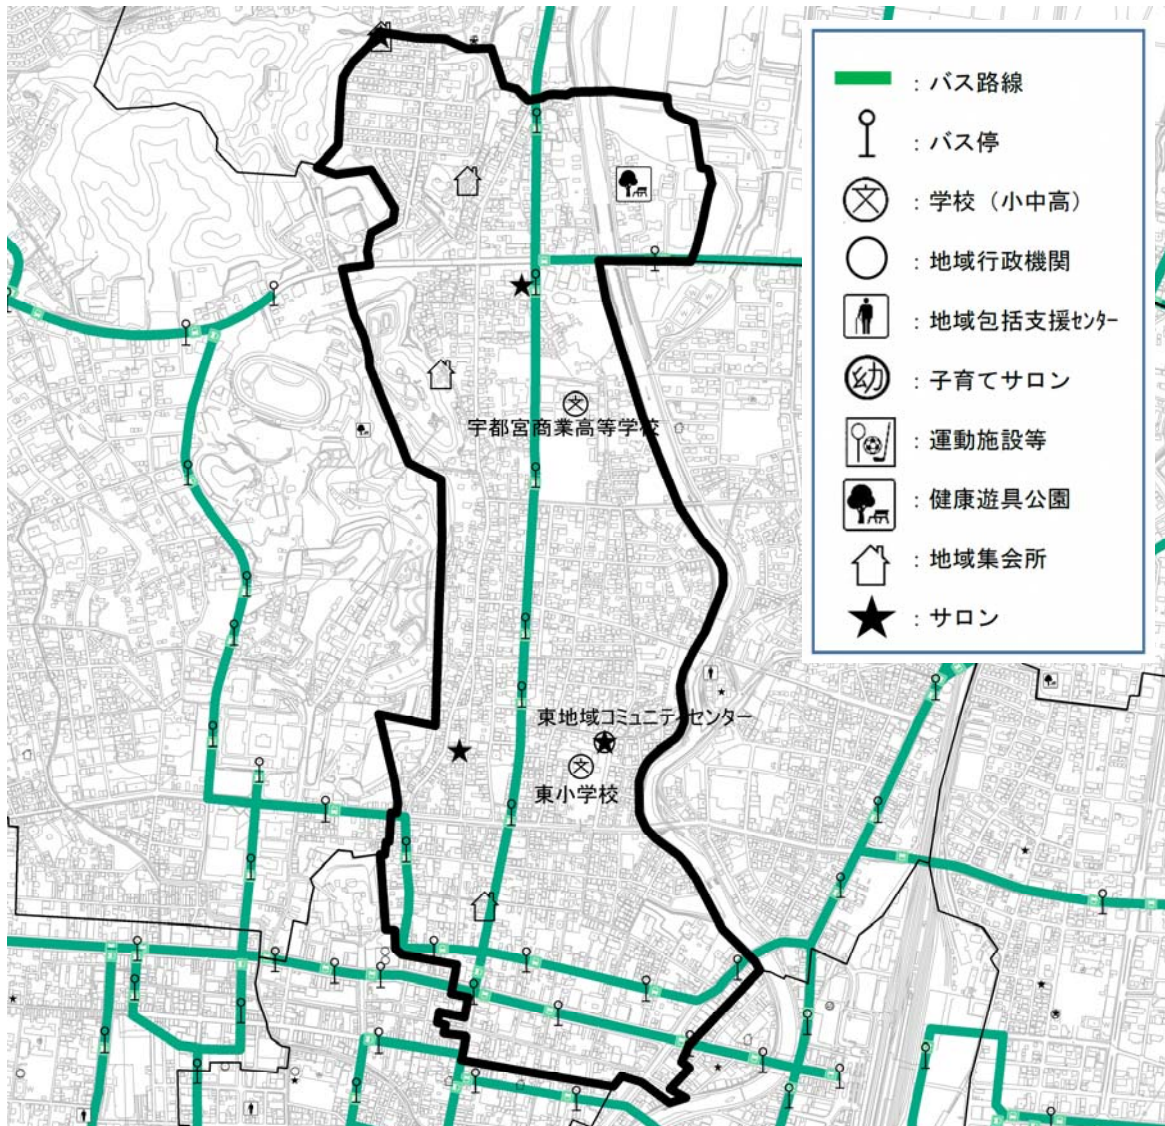 ：バス路線
：バス停
文：学校（小中高）
：地域行政機関
：地域包括支援ｾﾝﾀｰ
幼：子育てサロン
：運動施設等
：健康遊具公園
：地域集会所
：サロン
文
宇都宮商業高等学校
東地域コミュニティセンター
文
東小学校